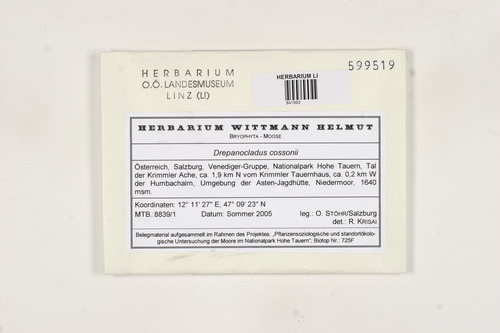 599519
HERBARIUM
O.Ö. LANDESMUSEUM
LINZ (LI)
HERBARIUM LI
841993
HERBARIUM WITTMANN HELMUT
BRYOPHYTA - MOOSE
Drepanocladus cossonii
Österreich, Salzburg, Venediger-Gruppe, Nationalpark Hohe Tauern, Tal
der Krimmler Ache, ca. 1,9 km N vom Krimmler Tauernhaus, ca. 0,2 km W
der Humbachalm, Umgebung der Asten-Jagdhütte, Niedermoor, 1640
msm.
Koordinaten: 12° 11' 27" E, 47° 09' 23" N
MTB.:8839/1 Datum: Sommer 2005 leg.: O. STÖHR/Salzburg
det.: R. KRISAI
Belegmaterial aufgesammelt im Rahmen des Projektes: „Pflanzensoziologische und standortökolo-
gische Untersuchung der Moore im Nationalpark Hohe Tauern"; Biotop Nr.: 725F